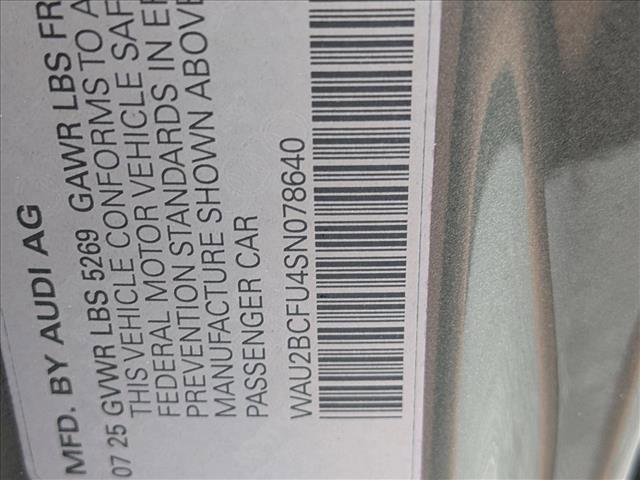 MFD. BY AUDI AG
07 25 GVWR LBS 5269 GAWR LBS FR
THIS VEHICLE CONFORMS TO A
FEDERAL MOTOR VEHICLE SAF
PREVENTION STANDARDS IN EF
MANUFACTURE SHOWN ABOVE
PASSENGER CAR
WAU2BCFU4SN078640